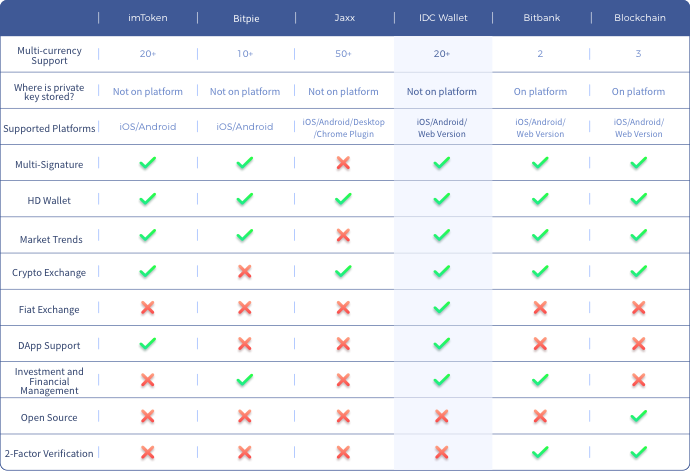 imToken Bitpie Jaxx IDC Wallet Bitbank Blockchain
Multi-currency
Support
20+ 10+ 50+ 20+ 2 3
Where is private
key stored?
Not on platform Not on platform Not on platform Not on platform On platform On platform
Supported Platforms
iOS/Android iOS/Android
iOS/Android/Desktop
/Chrome Plugin
iOS/Android/
Web Version
iOS/Android/
Web Version
iOS/Android/
Web Version
Multi-Signature
HD Wallet
Market Trends
Crypto Exchange
Fiat Exchange
DApp Support
Investment and
Financial
Management
Open Source
2-Factor Verification